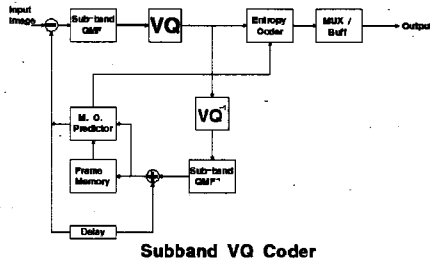 Input
Image
Sub-band
QMF
VQ
Entropy
Coder
MUX /
Buff
Output
VQ⁻¹
M. C.
Predictor
Frame
Memory
Sub-band
QMF⁻¹
Delay
Subband VQ Coder